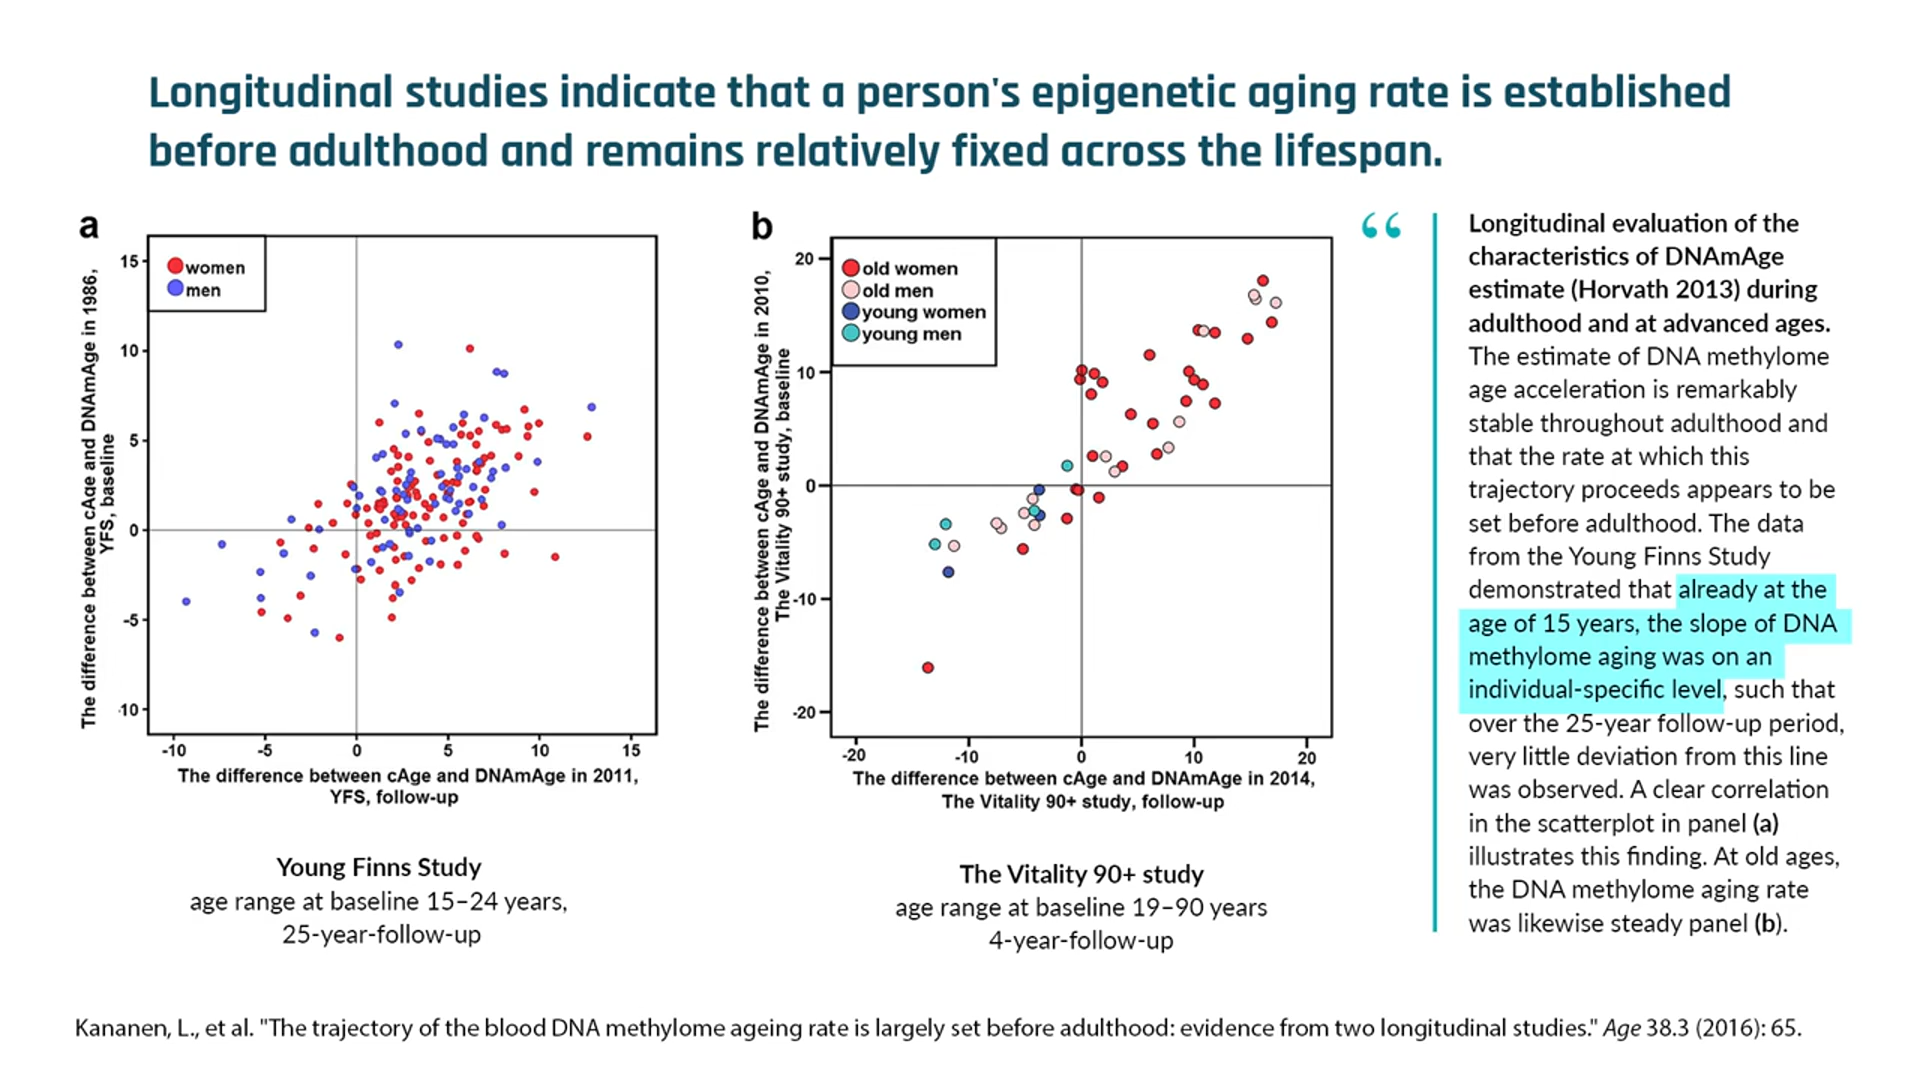 Longitudinal studies indicate that a person's epigenetic aging rate is established
before adulthood and remains relatively fixed across the lifespan.
a
women
men
15
10
5
0
-5
-10
-10
-5
0
5
10
15
The difference between cAge and DNAmAge in 1986,
YFS, baseline
The difference between cAge and DNAmAge in 2011,
YFS, follow-up
Young Finns Study
age range at baseline 15–24 years,
25-year-follow-up
b
old women
old men
young women
young men
20
10
0
-10
-20
-20
-10
0
10
20
The difference between cAge and DNAmAge in 2010,
The Vitality 90+ study, baseline
The difference between cAge and DNAmAge in 2014,
The Vitality 90+ study, follow-up
The Vitality 90+ study
age range at baseline 19–90 years
4-year-follow-up
“
Longitudinal evaluation of the
characteristics of DNAmAge
estimate (Horvath 2013) during
adulthood and at advanced ages.
The estimate of DNA methylome
age acceleration is remarkably
stable throughout adulthood and
that the rate at which this
trajectory proceeds appears to be
set before adulthood. The data
from the Young Finns Study
demonstrated that already at the
age of 15 years, the slope of DNA
methylome aging was on an
individual-specific level, such that
over the 25-year follow-up period,
very little deviation from this line
was observed. A clear correlation
in the scatterplot in panel (a)
illustrates this finding. At old ages,
the DNA methylome aging rate
was likewise steady panel (b).
Kananen, L., et al. "The trajectory of the blood DNA methylome ageing rate is largely set before adulthood: evidence from two longitudinal studies." Age 38.3 (2016): 65.